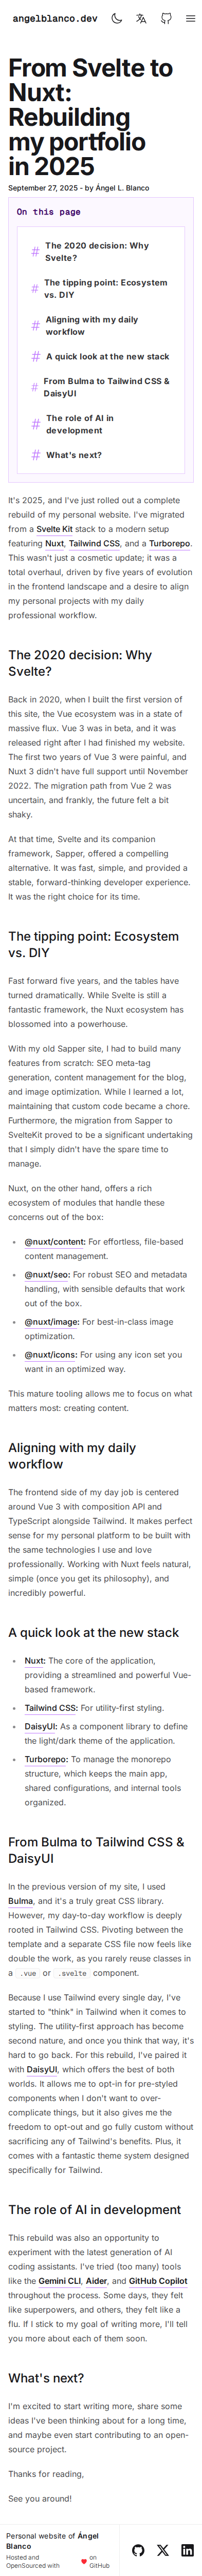 angelblanco.dev
From Svelte to
Nuxt:
Rebuilding
my portfolio
in 2025
September 27, 2025 - by Ángel L. Blanco
On this page
The 2020 decision: Why
Svelte?
The tipping point: Ecosystem
vs. DIY
Aligning with my daily
workflow
A quick look at the new stack
From Bulma to Tailwind CSS &
DaisyUI
The role of AI in
development
What's next?
It's 2025, and I've just rolled out a complete
rebuild of my personal website. I've migrated
from a Svelte Kit stack to a modern setup
featuring Nuxt, Tailwind CSS, and a Turborepo.
This wasn't just a cosmetic update; it was a
total overhaul, driven by five years of evolution
in the frontend landscape and a desire to align
my personal projects with my daily
professional workflow.
The 2020 decision: Why
Svelte?
Back in 2020, when I built the first version of
this site, the Vue ecosystem was in a state of
massive flux. Vue 3 was in beta, and it was
released right after I had finished my website.
The first two years of Vue 3 were painful, and
Nuxt 3 didn't have full support until November
2022. The migration path from Vue 2 was
uncertain, and frankly, the future felt a bit
shaky.
At that time, Svelte and its companion
framework, Sapper, offered a compelling
alternative. It was fast, simple, and provided a
stable, forward-thinking developer experience.
It was the right choice for its time.
The tipping point: Ecosystem
vs. DIY
Fast forward five years, and the tables have
turned dramatically. While Svelte is still a
fantastic framework, the Nuxt ecosystem has
blossomed into a powerhouse.
With my old Sapper site, I had to build many
features from scratch: SEO meta-tag
generation, content management for the blog,
and image optimization. While I learned a lot,
maintaining that custom code became a chore.
Furthermore, the migration from Sapper to
SvelteKit proved to be a significant undertaking
that I simply didn't have the spare time to
manage.
Nuxt, on the other hand, offers a rich
ecosystem of modules that handle these
concerns out of the box:
@nuxt/content: For effortless, file-based
content management.
@nuxt/seo: For robust SEO and metadata
handling, with sensible defaults that work
out of the box.
@nuxt/image: For best-in-class image
optimization.
@nuxt/icons: For using any icon set you
want in an optimized way.
This mature tooling allows me to focus on what
matters most: creating content.
Aligning with my daily
workflow
The frontend side of my day job is centered
around Vue 3 with composition API and
TypeScript alongside Tailwind. It makes perfect
sense for my personal platform to be built with
the same technologies I use and love
professionally. Working with Nuxt feels natural,
simple (once you get its philosophy), and
incredibly powerful.
A quick look at the new stack
Nuxt: The core of the application,
providing a streamlined and powerful Vue-
based framework.
Tailwind CSS: For utility-first styling.
DaisyUI: As a component library to define
the light/dark theme of the application.
Turborepo: To manage the monorepo
structure, which keeps the main app,
shared configurations, and internal tools
organized.
From Bulma to Tailwind CSS &
DaisyUI
In the previous version of my site, I used
Bulma, and it's a truly great CSS library.
However, my day-to-day workflow is deeply
rooted in Tailwind CSS. Pivoting between the
template and a separate CSS file now feels like
double the work, as you rarely reuse classes in
a .vue or .svelte component.
Because I use Tailwind every single day, I've
started to "think" in Tailwind when it comes to
styling. The utility-first approach has become
second nature, and once you think that way, it's
hard to go back. For this rebuild, I've paired it
with DaisyUI, which offers the best of both
worlds. It allows me to opt-in for pre-styled
components when I don't want to over-
complicate things, but it also gives me the
freedom to opt-out and go fully custom without
sacrificing any of Tailwind's benefits. Plus, it
comes with a fantastic theme system designed
specifically for Tailwind.
The role of AI in development
This rebuild was also an opportunity to
experiment with the latest generation of AI
coding assistants. I've tried (too many) tools
like the Gemini CLI, Aider, and GitHub Copilot
throughout the process. Some days, they felt
like superpowers, and others, they felt like a
flu. If I stick to my goal of writing more, I'll tell
you more about each of them soon.
What's next?
I'm excited to start writing more, share some
ideas I've been thinking about for a long time,
and maybe even start contributing to an open-
source project.
Thanks for reading,
See you around!
Personal website of Ángel
Blanco
Hosted and
OpenSourced with
on
GitHub